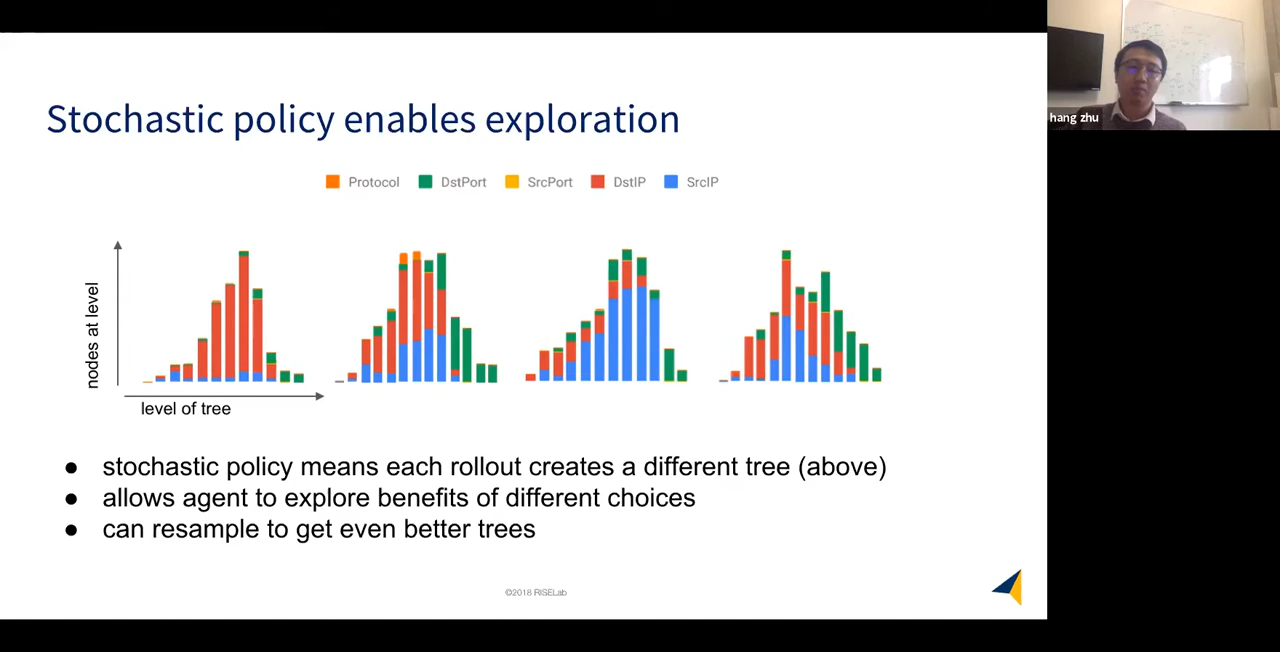 Stochastic policy enables exploration
Protocol DstPort SrcPort DstIP SrcIP
nodes at level
level of tree
● stochastic policy means each rollout creates a different tree (above)
● allows agent to explore benefits of different choices
● can resample to get even better trees
©2018 RISELab
hang zhu